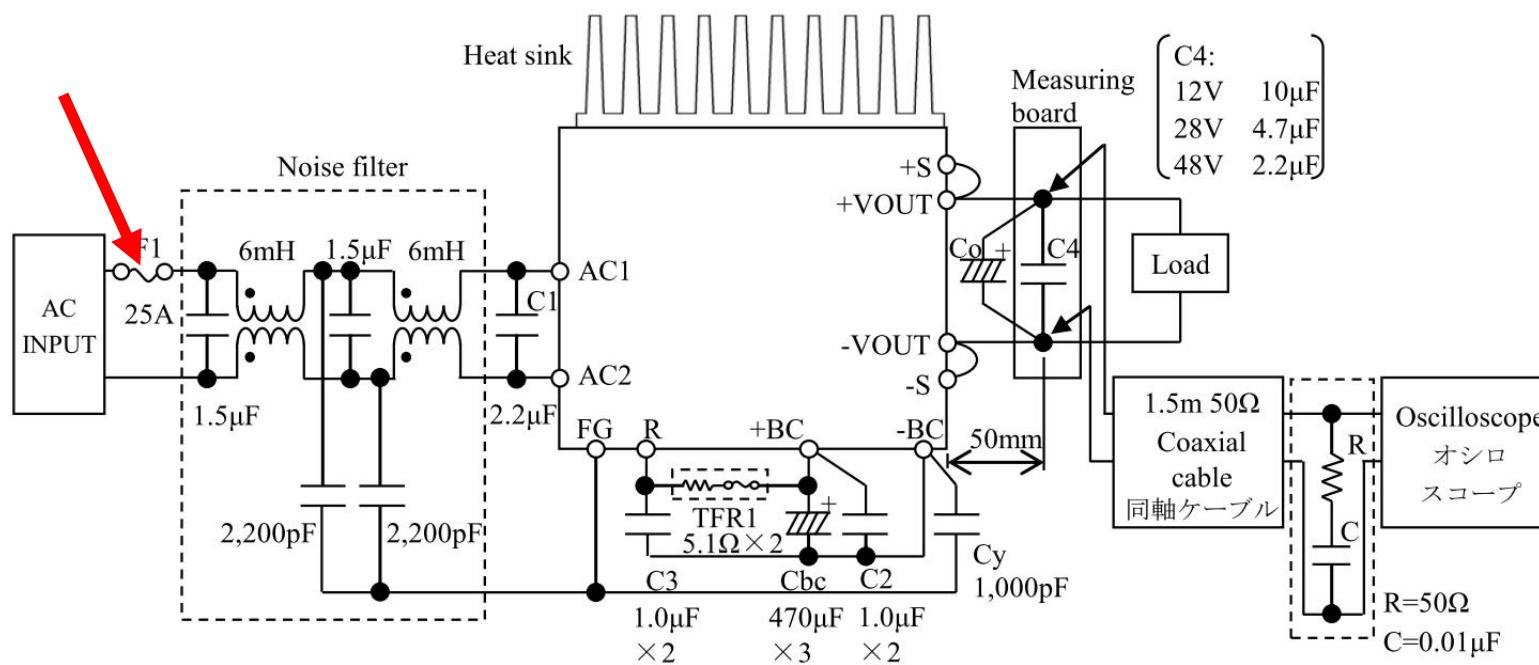 Heat sink
Measuring
board
C4:
12V 10μF
28V 4.7μF
48V 2.2μF
Noise filter
+S
+VOUT
F1
6mH
1.5μF
6mH
AC
INPUT
25A
C1
AC1
Co
+
C4
Load
AC2
-VOUT
-S
1.5μF
2.2μF
FG
R
+BC
-BC
50mm
1.5m 50Ω
Coaxial
cable
同軸ケーブル
R
C
Oscilloscope
オシロ
スコープ
2,200pF
2,200pF
TFR1
5.1Ω×2
+
C3
1.0μF
×2
Cbc
470μF
×3
C2
1.0μF
×2
Cy
1,000pF
R=50Ω
C=0.01μF